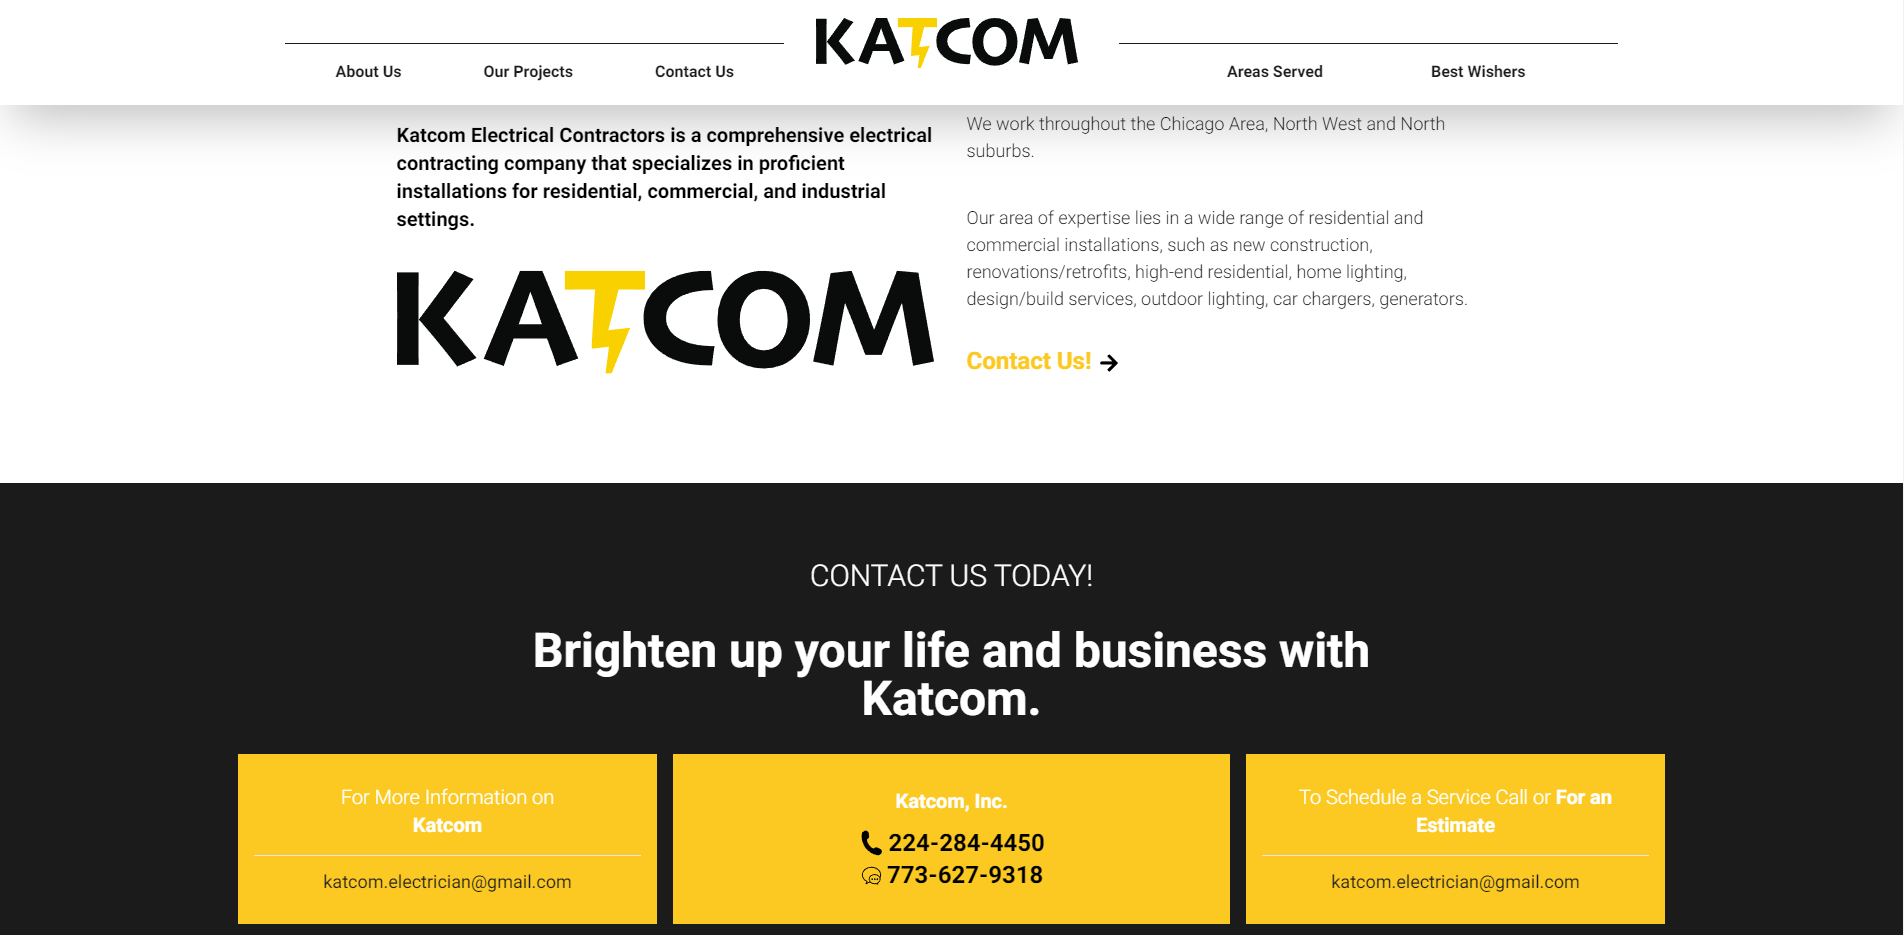 KATCOM
About Us
Our Projects
Contact Us
Areas Served
Best Wishers
Katcom Electrical Contractors is a comprehensive electrical
contracting company that specializes in proficient
installations for residential, commercial, and industrial
settings.
KATCOM
We work throughout the Chicago Area, North West and North
suburbs.
Our area of expertise lies in a wide range of residential and
commercial installations, such as new construction,
renovations/retrofits, high-end residential, home lighting,
design/build services, outdoor lighting, car chargers, generators.
Contact Us!
CONTACT US TODAY!
Brighten up your life and business with
Katcom.
For More Information on
Katcom
katcom.electrician@gmail.com
Katcom, Inc.
224-284-4450
773-627-9318
To Schedule a Service Call or For an
Estimate
katcom.electrician@gmail.com